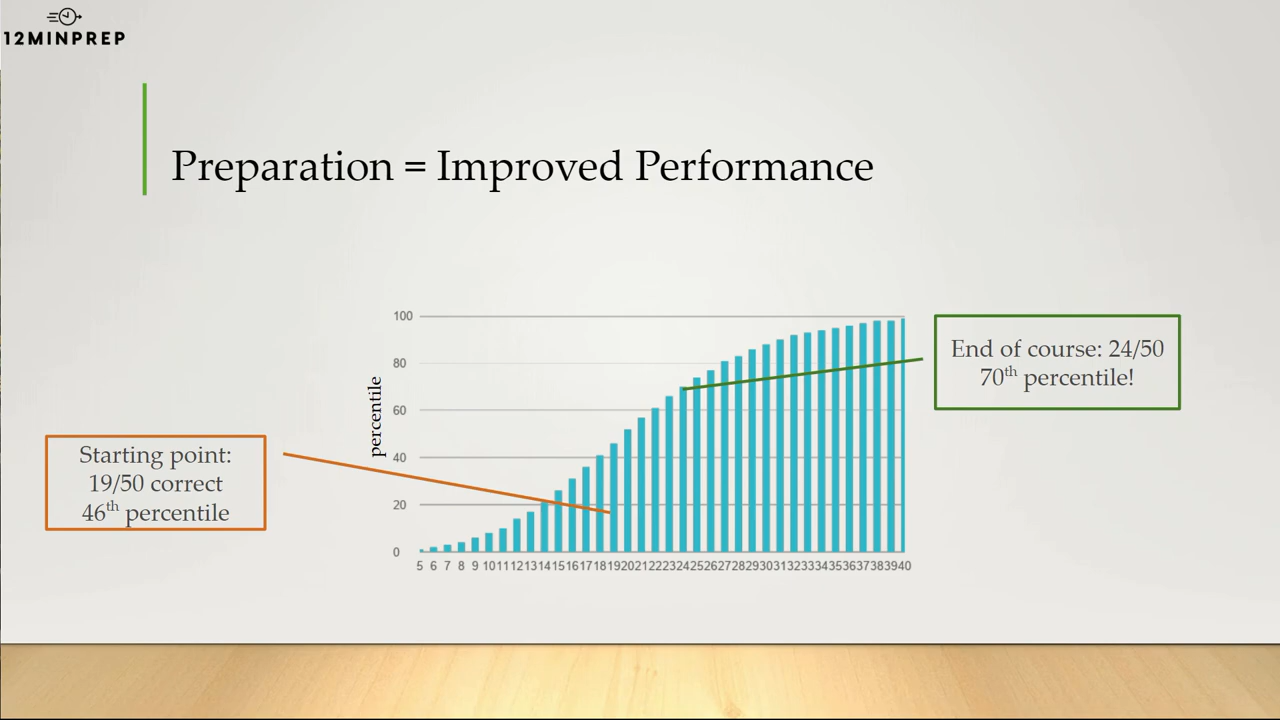 12MINPREP
Preparation = Improved Performance
Starting point:
19/50 correct
46th percentile
percentile
100
80
60
40
20
0
5 6 7 8 9 10 11 12 13 14 15 16 17 18 19 20 21 22 23 24 25 26 27 28 29 30 31 32 33 34 35 36 37 38 39 40
End of course: 24/50
70th percentile!